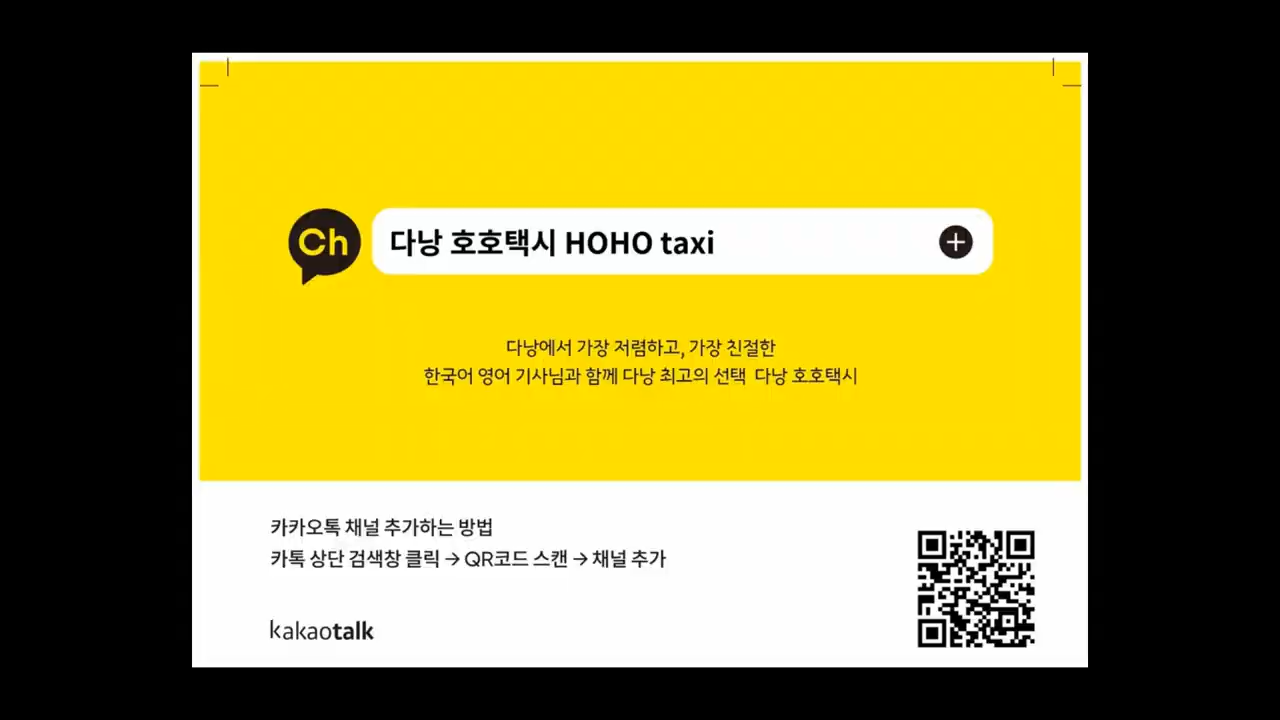 Ch
다낭 호호택시 HOHO taxi
다낭에서 가장 저렴하고, 가장 친절한
한국어 영어 기사님과 함께 다낭 최고의 선택 다낭 호호택시
카카오톡 채널 추가하는 방법
카톡 상단 검색창 클릭 → QR코드 스캔 → 채널 추가
kakaotalk